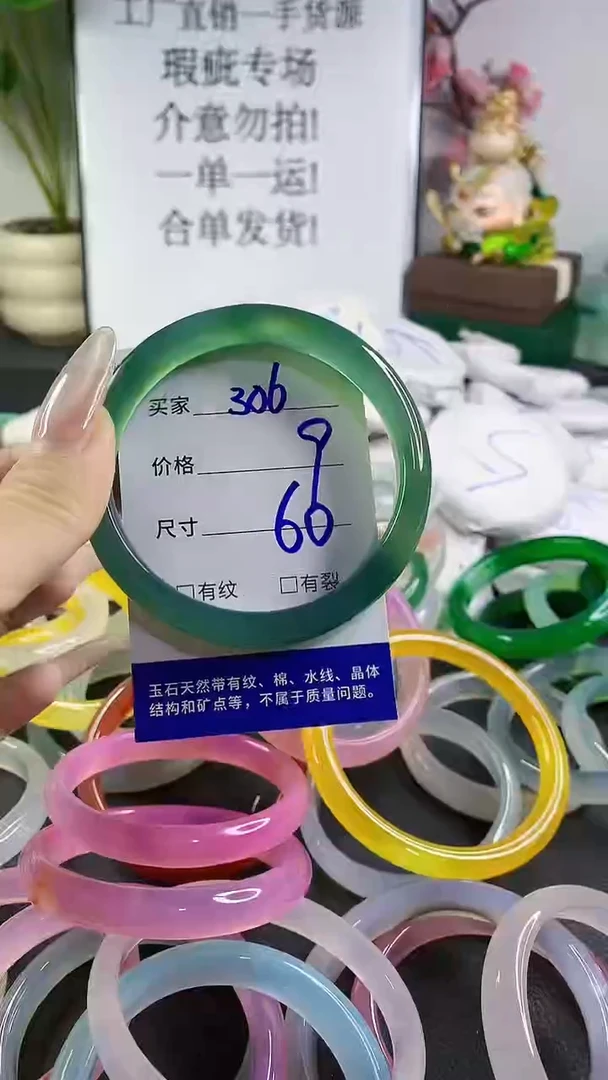 工厂直销一手货源
瑕疵专场
介意勿拍!
一单一运!
合单发货!
买家 306
价格 9
尺寸 60
□有纹 □有裂
玉石天然带有纹、棉、水线、晶体
结构和矿点等，不属于质量问题。